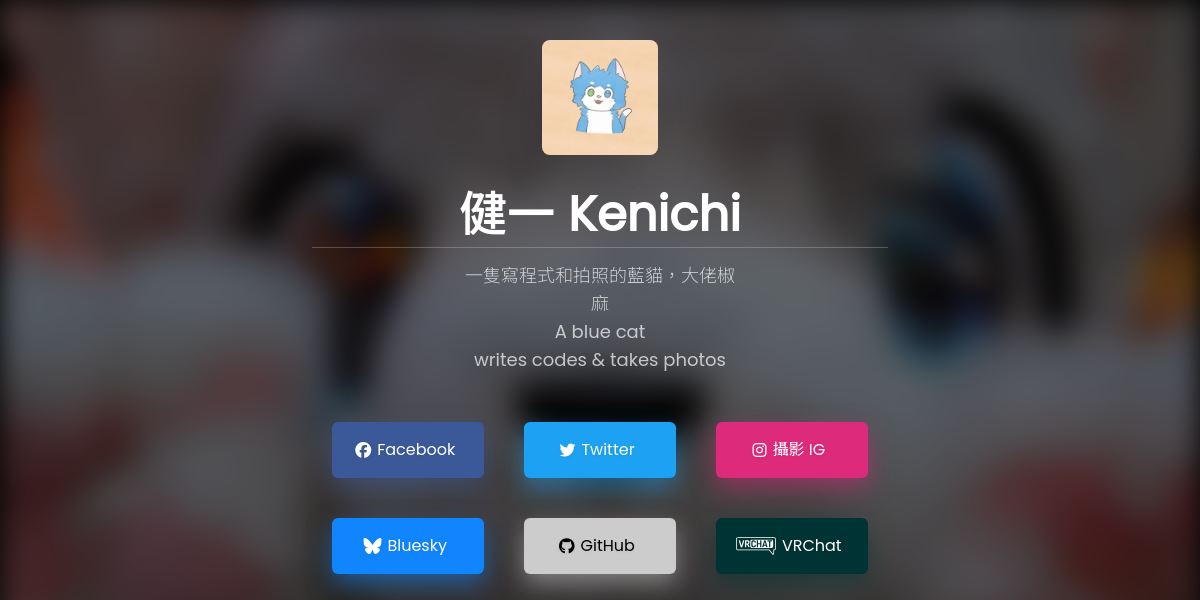 健一 Kenichi
一隻寫程式和拍照的藍貓，大佬椒
麻
A blue cat
writes codes & takes photos
Facebook
Twitter
攝影 IG
Bluesky
GitHub
VRCHAT VRChat